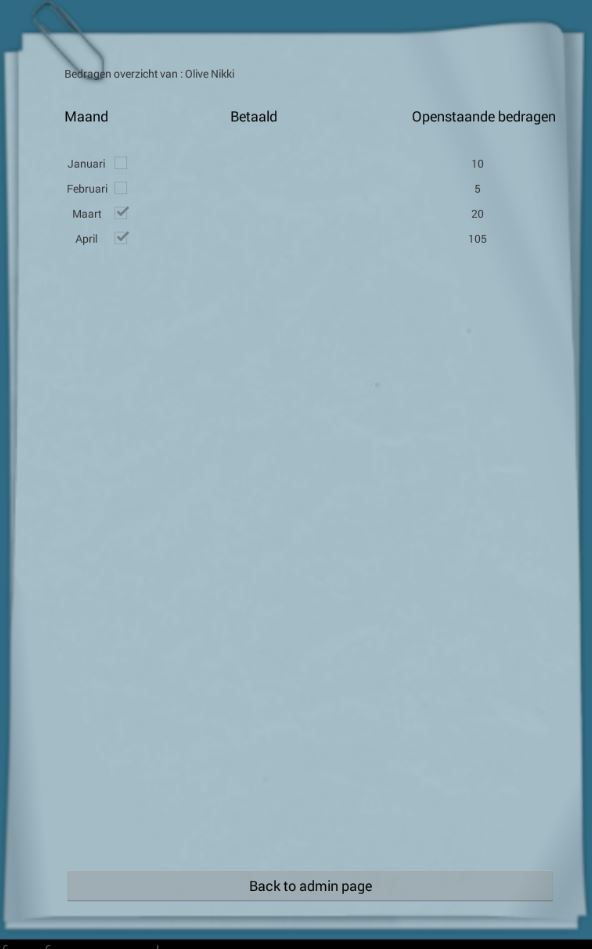 Bedragen overzicht van : Olive Nikki
Maand Betaald Openstaande bedragen
Januari 10
Februari 5
Maart 20
April 105
Back to admin page